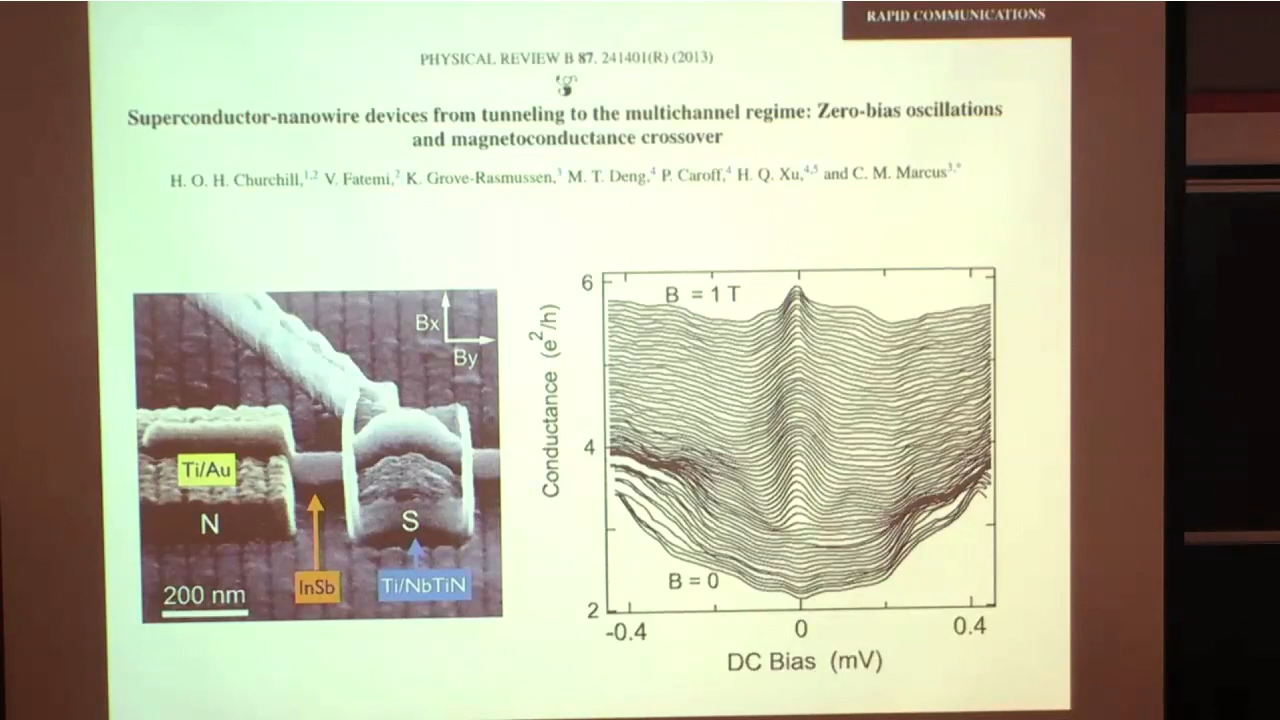 RAPID COMMUNICATIONS
PHYSICAL REVIEW B 87, 241401(R) (2013)
Superconductor-nanowire devices from tunneling to the multichannel regime: Zero-bias oscillations
and magnetoconductance crossover
H. O. H. Churchill,1,2 V. Fatemi,2 K. Grove-Rasmussen,3 M. T. Deng,4 P. Caroff,4 H. Q. Xu,4,5 and C. M. Marcus3,*
Bx
By
Ti/Au
N
S
InSb
Ti/NbTiN
200 nm
6
4
2
Conductance (e2/h)
B = 1 T
B = 0
-0.4
0
0.4
DC Bias (mV)